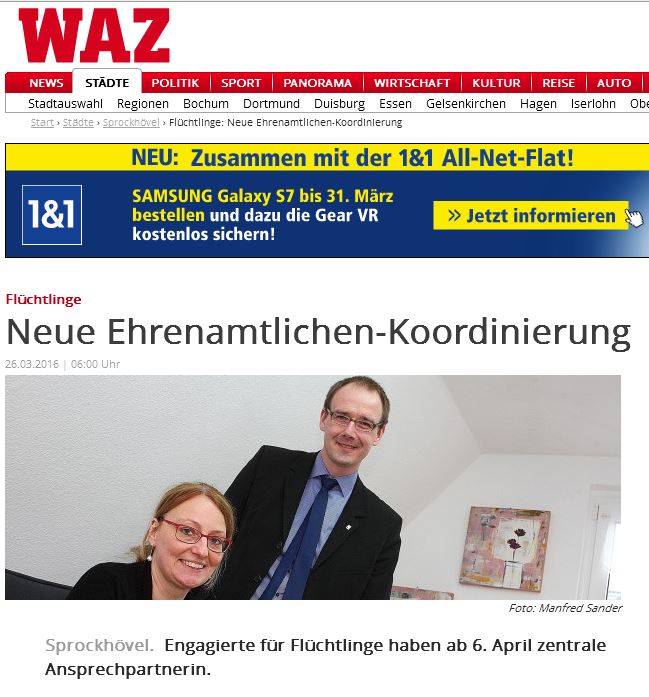 WAZ
NEWS STÄDTE POLITIK SPORT PANORAMA WIRTSCHAFT KULTUR REISE AUTO
Stadtauswahl Regionen Bochum Dortmund Duisburg Essen Gelsenkirchen Hagen Iserlohn Obe
Start › Städte › Sprockhövel › Flüchtlinge: Neue Ehrenamtlichen-Koordinierung
NEU: Zusammen mit der 1&1 All-Net-Flat!
1&1
SAMSUNG Galaxy S7 bis 31. März
bestellen und dazu die Gear VR
kostenlos sichern!
>> Jetzt informieren
Flüchtlinge
Neue Ehrenamtlichen-Koordinierung
26.03.2016 | 06:00 Uhr
Foto: Manfred Sander
Sprockhövel. Engagierte für Flüchtlinge haben ab 6. April zentrale
Ansprechpartnerin.